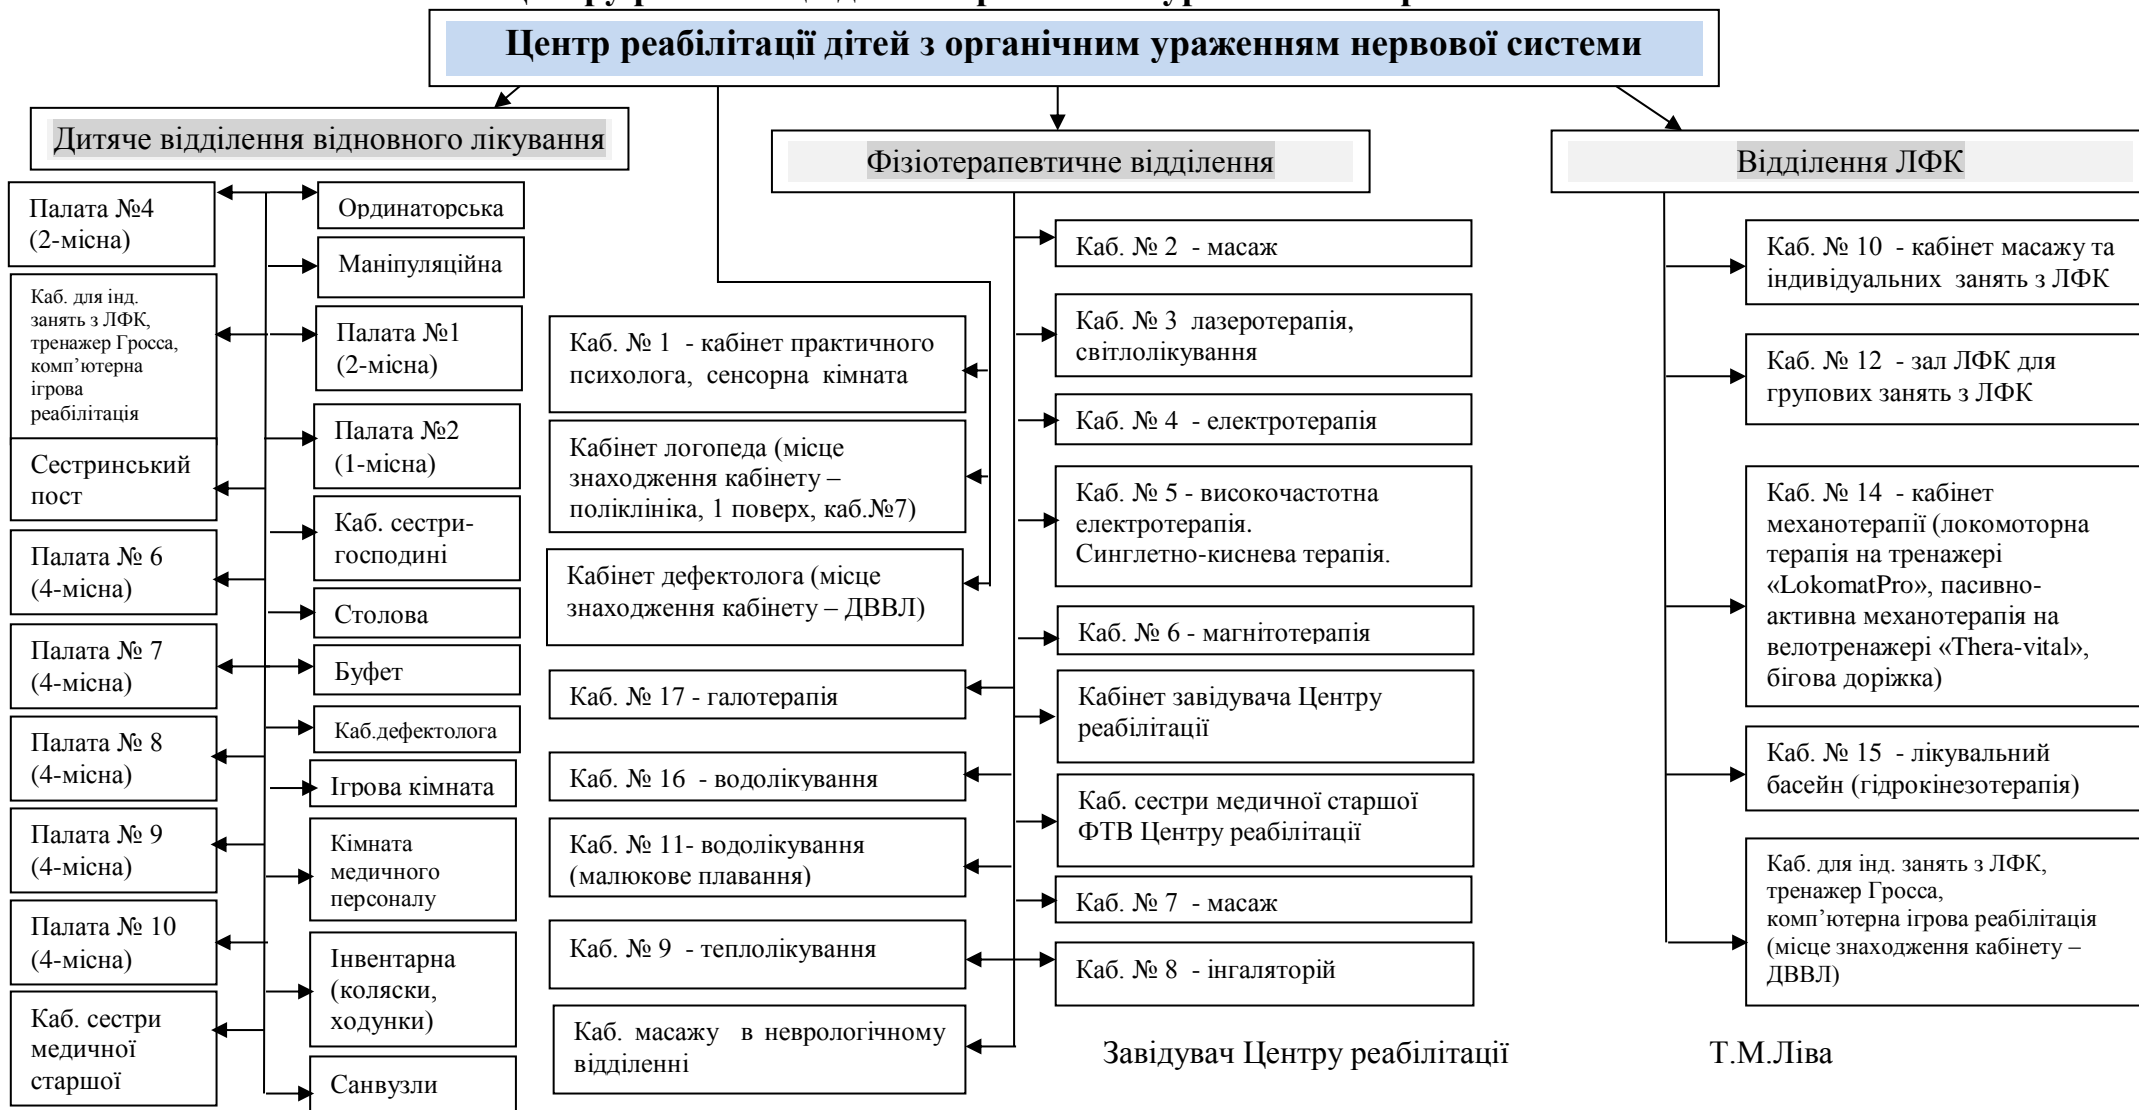 Центр реабілітації дітей з органічним ураженням нервової системи
Дитяче відділення відновного лікування
Фізіотерапевтичне відділення
Відділення ЛФК
Палата №4
(2-місна)
Каб. для інд.
занять з ЛФК,
тренажер Гросса,
комп’ютерна
ігрова
реабілітація
Сестринський
пост
Палата № 6
(4-місна)
Палата № 7
(4-місна)
Палата № 8
(4-місна)
Палата № 9
(4-місна)
Палата № 10
(4-місна)
Каб. сестри
медичної
старшої
Ординаторська
Маніпуляційна
Палата №1
(2-місна)
Палата №2
(1-місна)
Каб. сестри-
господині
Столова
Буфет
Каб.дефектолога
Ігрова кімната
Кімната
медичного
персоналу
Інвентарна
(коляски,
ходунки)
Санвузли
Каб. № 1 - кабінет практичного
психолога, сенсорна кімната
Кабінет логопеда (місце
знаходження кабінету –
поліклініка, 1 поверх, каб.№7)
Кабінет дефектолога (місце
знаходження кабінету – ДВВЛ)
Каб. № 17 - галотерапія
Каб. № 16 - водолікування
Каб. № 11- водолікування
(малюкове плавання)
Каб. № 9 - теплолікування
Каб. масажу в неврологічному
відділенні
Каб. № 2 - масаж
Каб. № 3 лазеротерапія,
світлолікування
Каб. № 4 - електротерапія
Каб. № 5 - високочастотна
електротерапія.
Синглетно-киснева терапія.
Каб. № 6 - магнітотерапія
Кабінет завідувача Центру
реабілітації
Каб. сестри медичної старшої
ФТВ Центру реабілітації
Каб. № 7 - масаж
Каб. № 8 - інгаляторій
Каб. № 10 - кабінет масажу та
індивідуальних занять з ЛФК
Каб. № 12 - зал ЛФК для
групових занять з ЛФК
Каб. № 14 - кабінет
механотерапії (локомоторна
терапія на тренажері
«LokomatPro», пасивно-
активна механотерапія на
велотренажері «Thera-vital»,
бігова доріжка)
Каб. № 15 - лікувальний
басейн (гідрокінезотерапія)
Каб. для інд. занять з ЛФК,
тренажер Гросса,
комп’ютерна ігрова реабілітація
(місце знаходження кабінету –
ДВВЛ)
Завідувач Центру реабілітації Т.М.Ліва